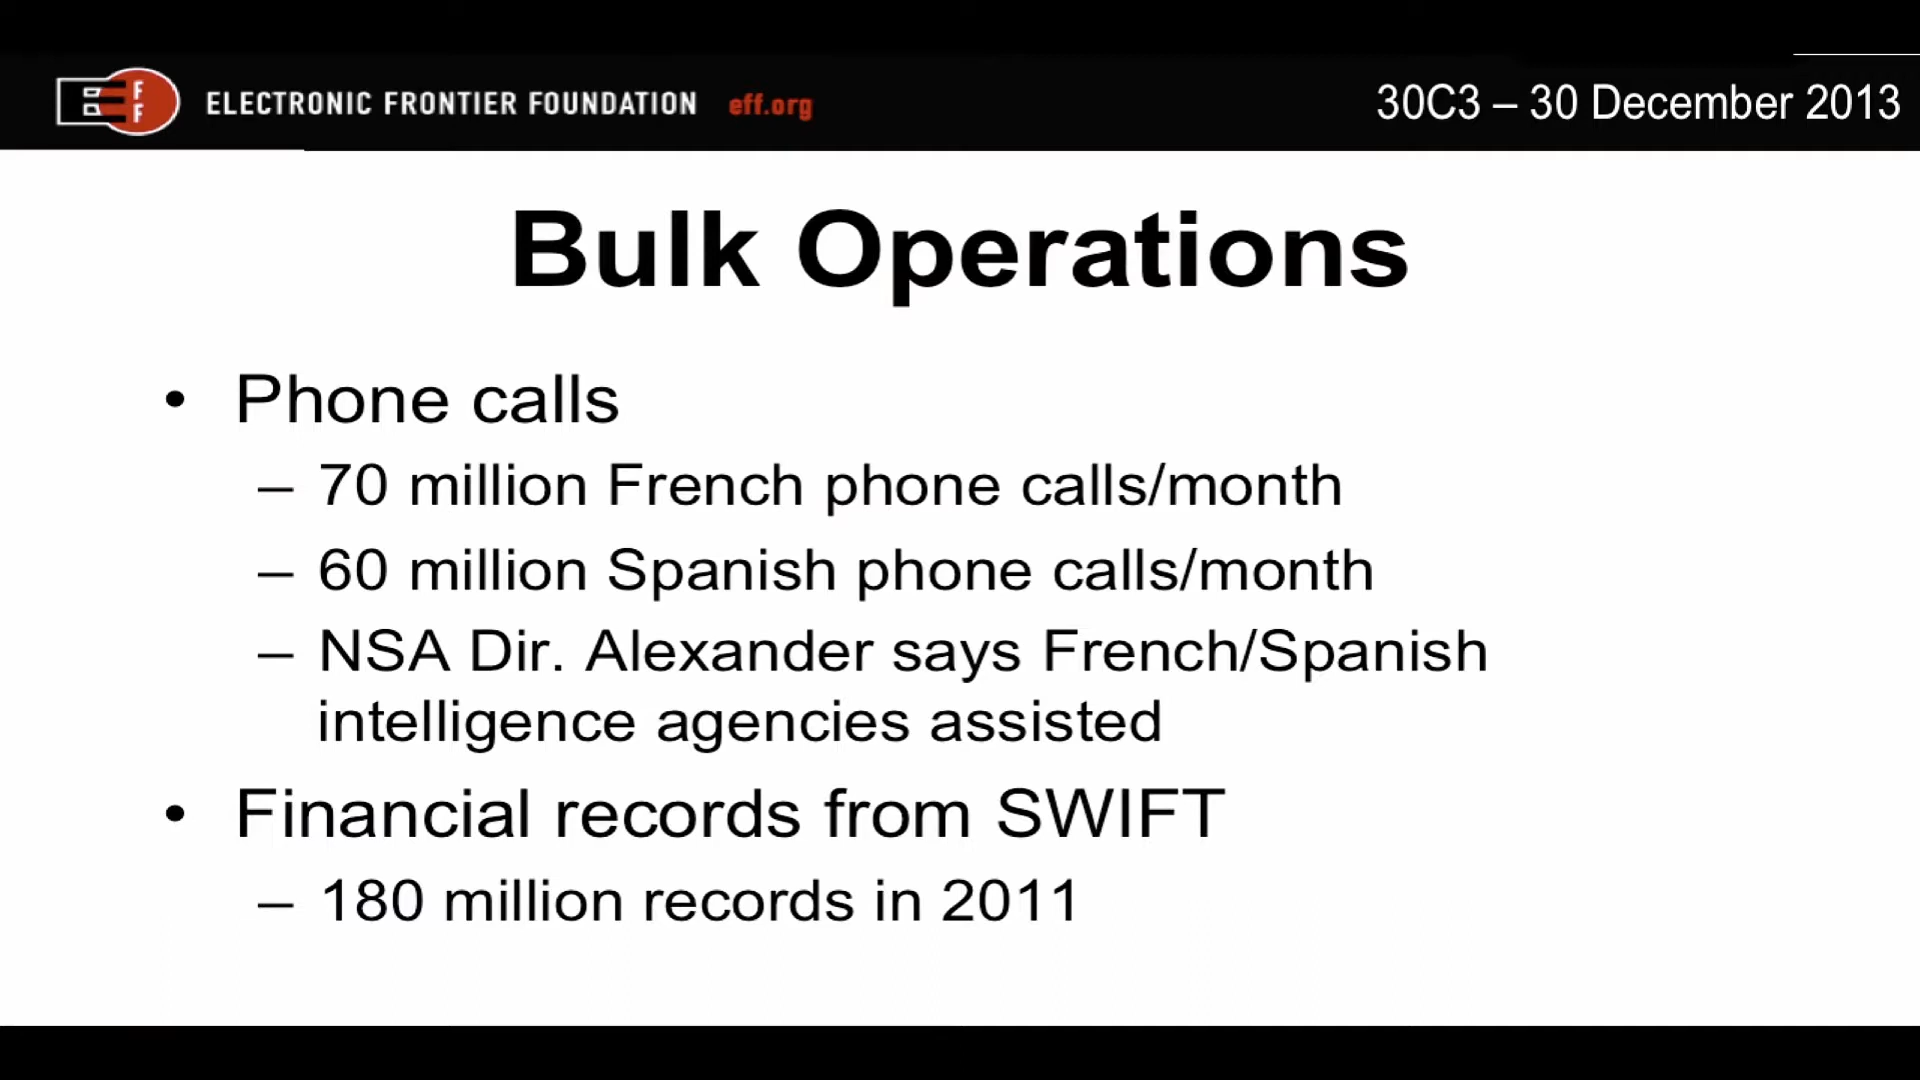 EFF ELECTRONIC FRONTIER FOUNDATION eff.org
30C3 – 30 December 2013
Bulk Operations
• Phone calls
– 70 million French phone calls/month
– 60 million Spanish phone calls/month
– NSA Dir. Alexander says French/Spanish
intelligence agencies assisted
• Financial records from SWIFT
– 180 million records in 2011